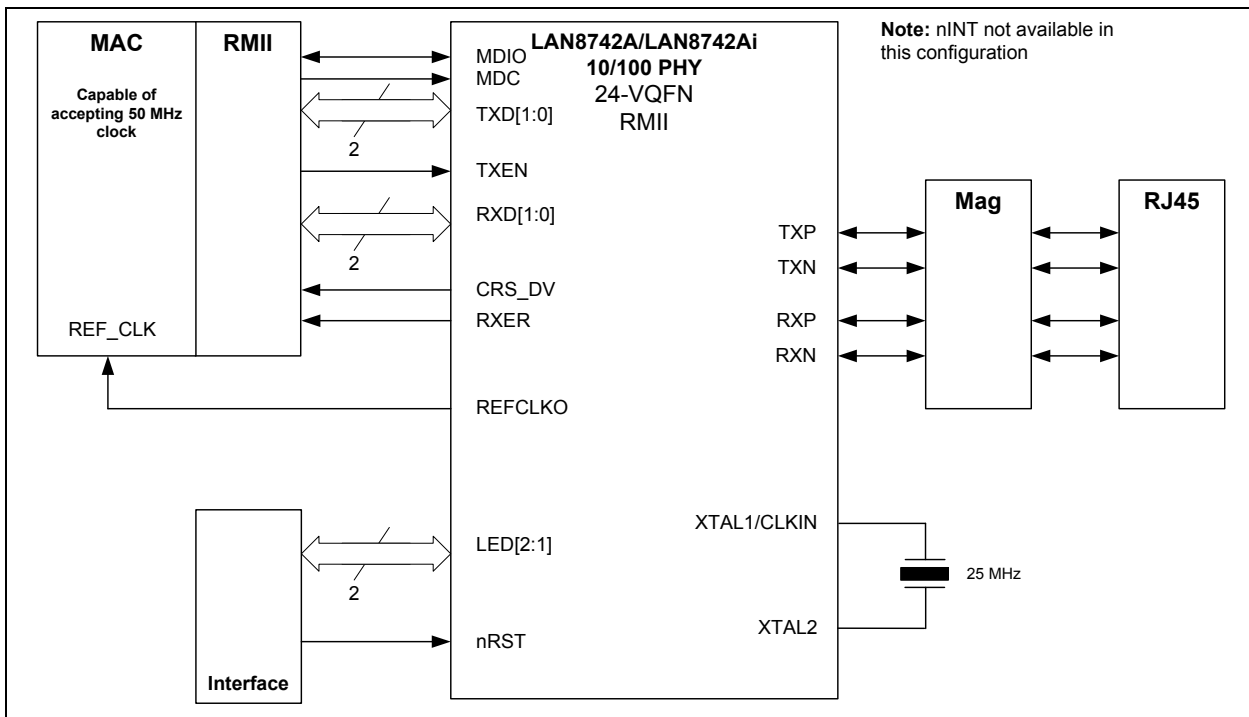 MAC
RMII
Capable of
accepting 50 MHz
clock
REF_CLK
LAN8742A/LAN8742Ai
10/100 PHY
24-VQFN
RMII
MDIO
MDC
TXD[1:0]
2
TXEN
RXD[1:0]
2
CRS_DV
RXER
REFCLKO
LED[2:1]
2
nRST
Interface
TXP
TXN
RXP
RXN
XTAL1/CLKIN
XTAL2
25 MHz
Mag
RJ45
Note: nINT not available in
this configuration